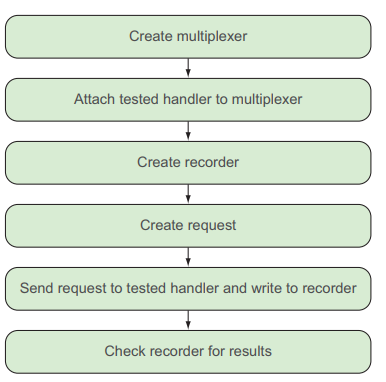 Create multiplexer
Attach tested handler to multiplexer
Create recorder
Create request
Send request to tested handler and write to recorder
Check recorder for results